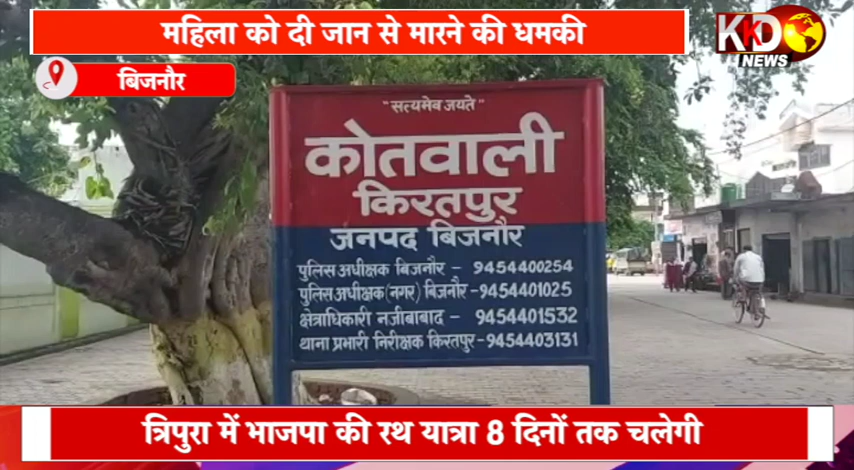 महिला को दी जान से मारने की धमकी
KKD NEWS
बिजनौर
"सत्यमेव जयते"
कोतवाली
किरतपुर
जनपद बिजनौर
पुलिस अधीक्षक बिजनौर - 9454400254
पुलिस अधीक्षक (नगर) बिजनौर - 9454401025
क्षेत्राधिकारी नजीबाबाद - 9454401532
थाना प्रभारी निरीक्षक किरतपुर - 9454403131
त्रिपुरा में भाजपा की रथ यात्रा 8 दिनों तक चलेगी